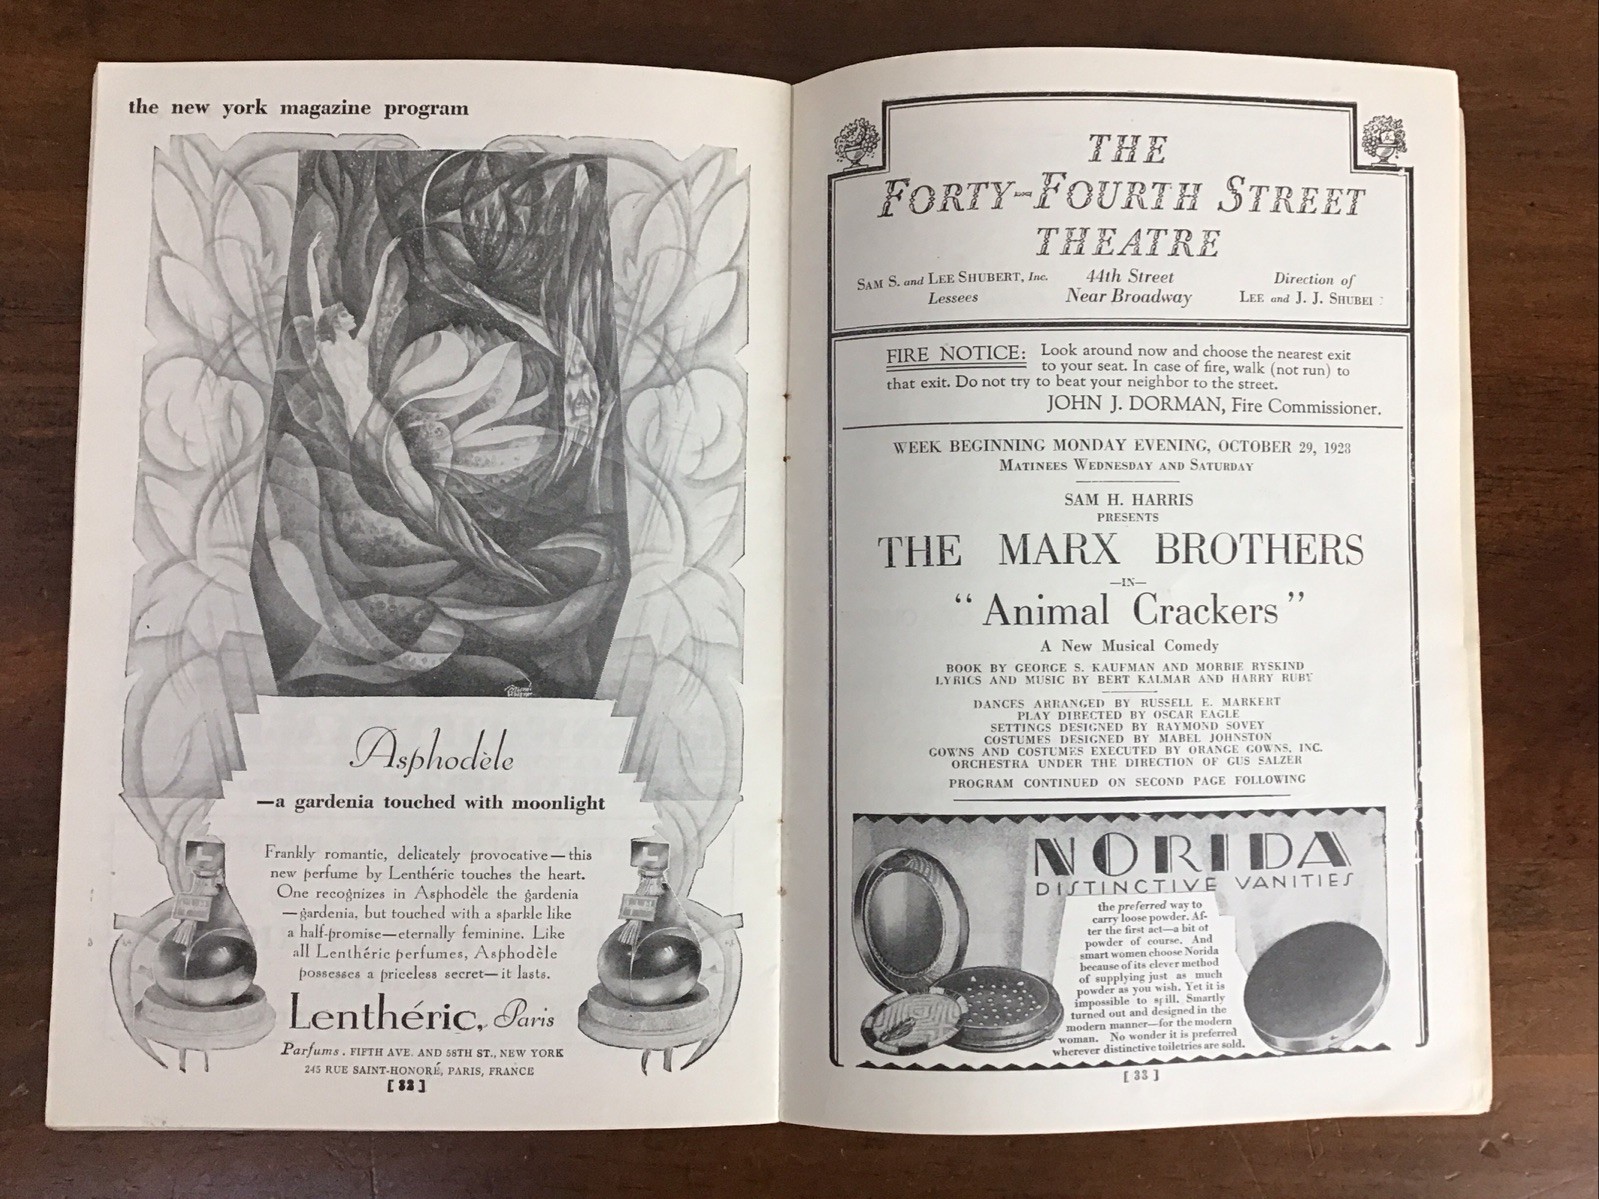 the new york magazine program
Asphodèle
—a gardenia touched with moonlight
Frankly romantic, delicately provocative—this
new perfume by Lenthéric touches the heart.
One recognizes in Asphodèle the gardenia
—gardenia, but touched with a sparkle like
a half-promise—eternally feminine. Like
all Lenthéric perfumes, Asphodèle
possesses a priceless secret—it lasts.
Lenthéric, Paris
Parfums. FIFTH AVE. AND 58TH ST., NEW YORK
245 RUE SAINT-HONORÉ, PARIS, FRANCE
[32]
THE
FORTY-FOURTH STREET
THEATRE
SAM S. and LEE SHUBERT, Inc.
Lessees
44th Street
Near Broadway
Direction of
LEE and J. J. SHUBE
FIRE NOTICE: Look around now and choose the nearest exit
to your seat. In case of fire, walk (not run) to
that exit. Do not try to beat your neighbor to the street.
JOHN J. DORMAN, Fire Commissioner.
WEEK BEGINNING MONDAY EVENING, OCTOBER 29, 1928
MATINEES WEDNESDAY AND SATURDAY
SAM H. HARRIS
PRESENTS
THE MARX BROTHERS
—IN—
"Animal Crackers"
A New Musical Comedy
BOOK BY GEORGE S. KAUFMAN AND MORRIE RYSKIND
LYRICS AND MUSIC BY BERT KALMAR AND HARRY RUBY
DANCES ARRANGED BY RUSSELL E. MARKERT
PLAY DIRECTED BY OSCAR EAGLE
SETTINGS DESIGNED BY RAYMOND SOVEY
COSTUMES DESIGNED BY MABEL JOHNSTON
GOWNS AND COSTUMES EXECUTED BY ORANGE GOWNS, INC.
ORCHESTRA UNDER THE DIRECTION OF GUS SALZER
PROGRAM CONTINUED ON SECOND PAGE FOLLOWING
NORIDA
DISTINCTIVE VANITIES
the preferred way to
carry loose powder. Af-
ter the first act—a bit of
powder of course. And
smart women choose Norida
because of its clever method
of supplying just as much
powder as you wish. Yet it is
impossible to spill. Smartly
turned out and designed in the
modern manner—for the modern
woman. No wonder it is preferred
wherever distinctive toiletries are sold.
[33]